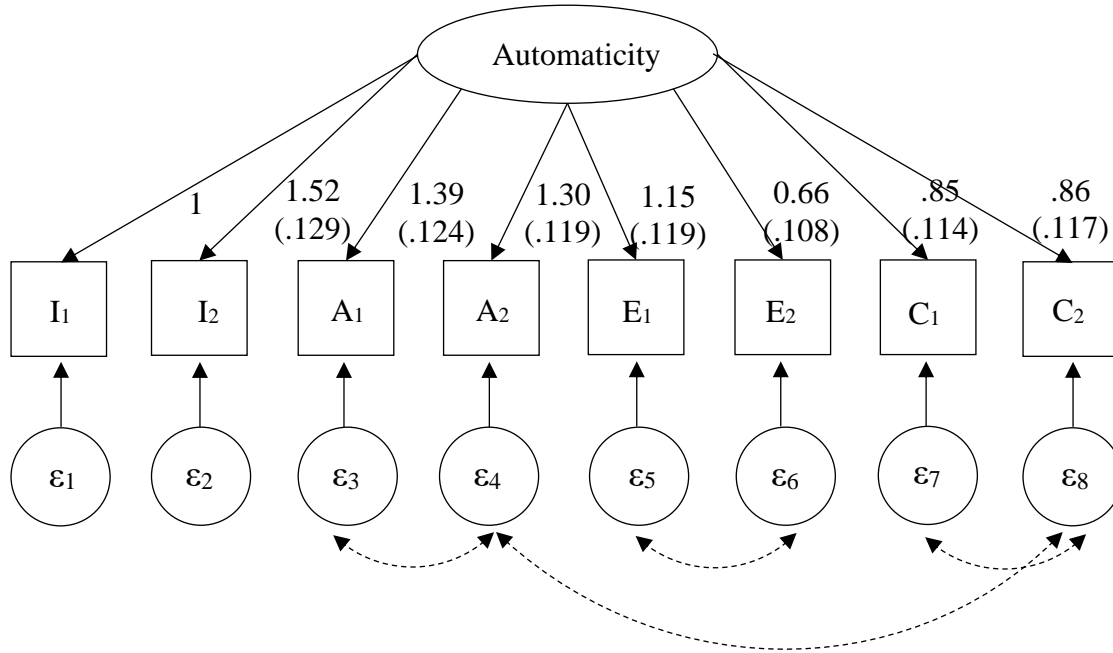 Automaticity
1 1.52 1.39 1.30 1.15 0.66 .85 .86
(.129) (.124) (.119) (.119) (.108) (.114) (.117)
I₁ I₂ A₁ A₂ E₁ E₂ C₁ C₂
ε₁ ε₂ ε₃ ε₄ ε₅ ε₆ ε₇ ε₈